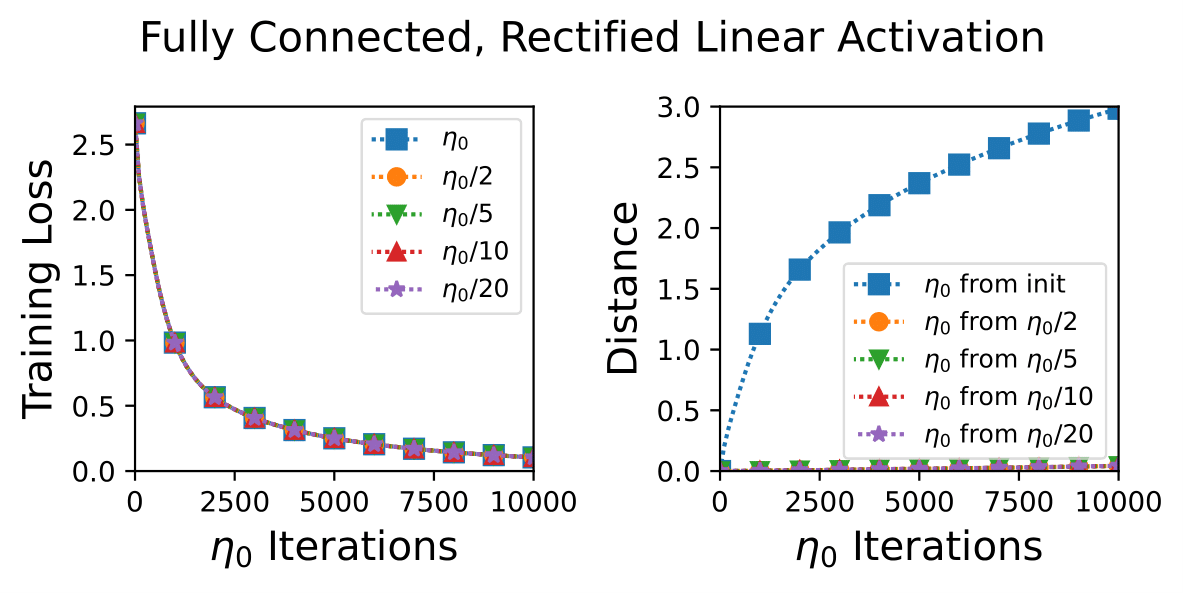 Fully Connected, Rectified Linear Activation
Training Loss
2.5
2.0
1.5
1.0
0.5
0.0
0
2500
5000
7500
10000
η₀ Iterations
η₀
η₀/2
η₀/5
η₀/10
η₀/20
Distance
3.0
2.5
2.0
1.5
1.0
0.5
0.0
0
2500
5000
7500
10000
η₀ Iterations
η₀ from init
η₀ from η₀/2
η₀ from η₀/5
η₀ from η₀/10
η₀ from η₀/20